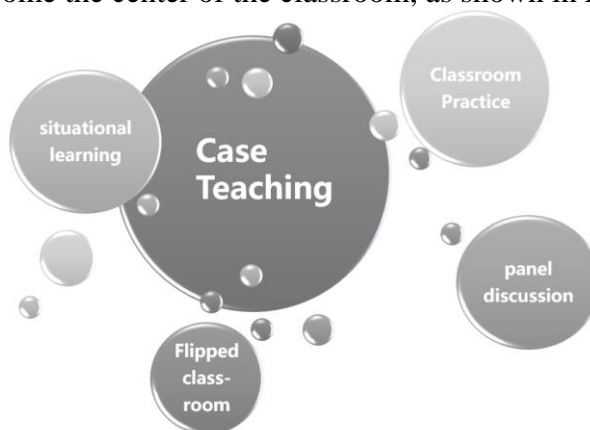 the center of the classroom, as shown in
situational
learning
Case
Teaching
Classroom
Practice
panel
discussion
Flipped
class-
room